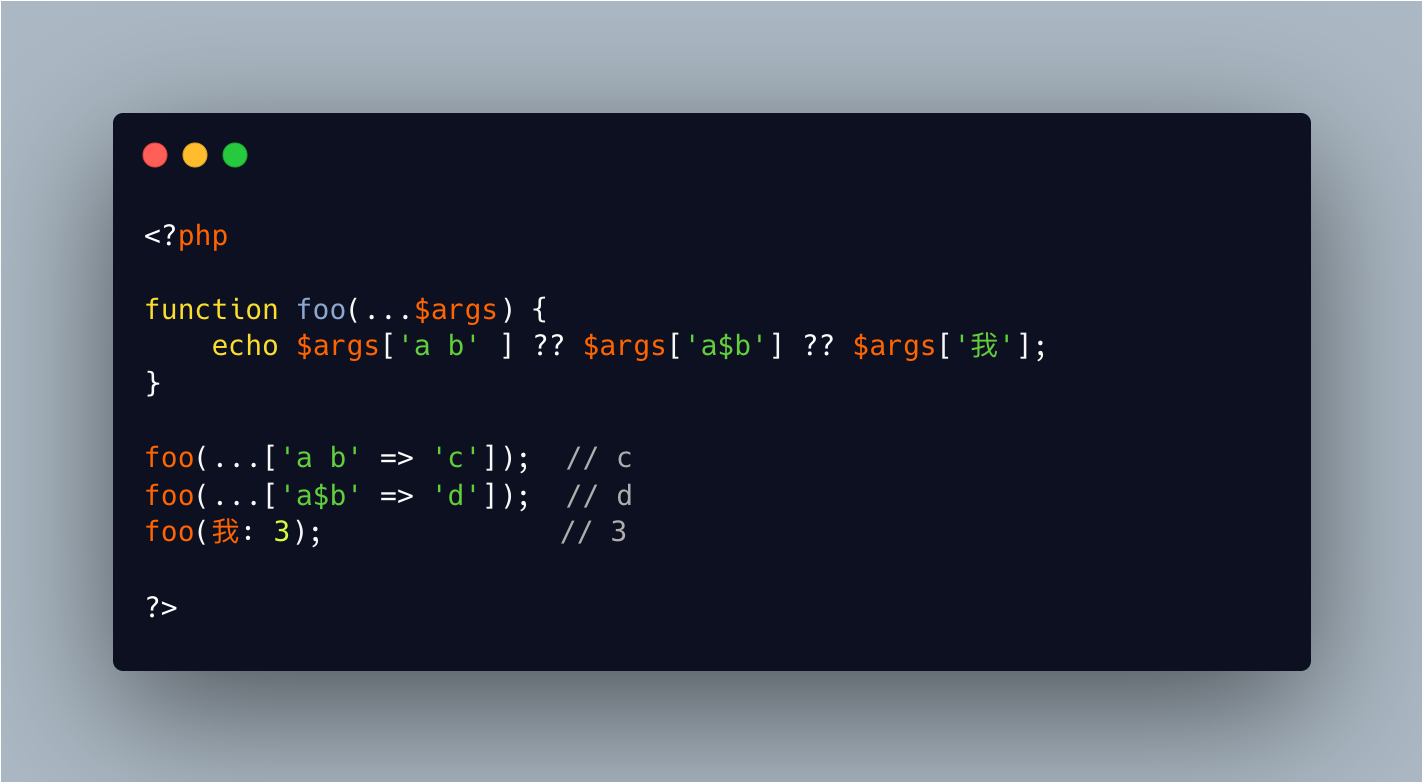 <?php
function foo(...$args) {
    echo $args['a b' ] ?? $args['a$b'] ?? $args['我'];
}
foo(...['a b' => 'c']);  // c
foo(...['a$b' => 'd']);  // d
foo(我: 3);              // 3
?>